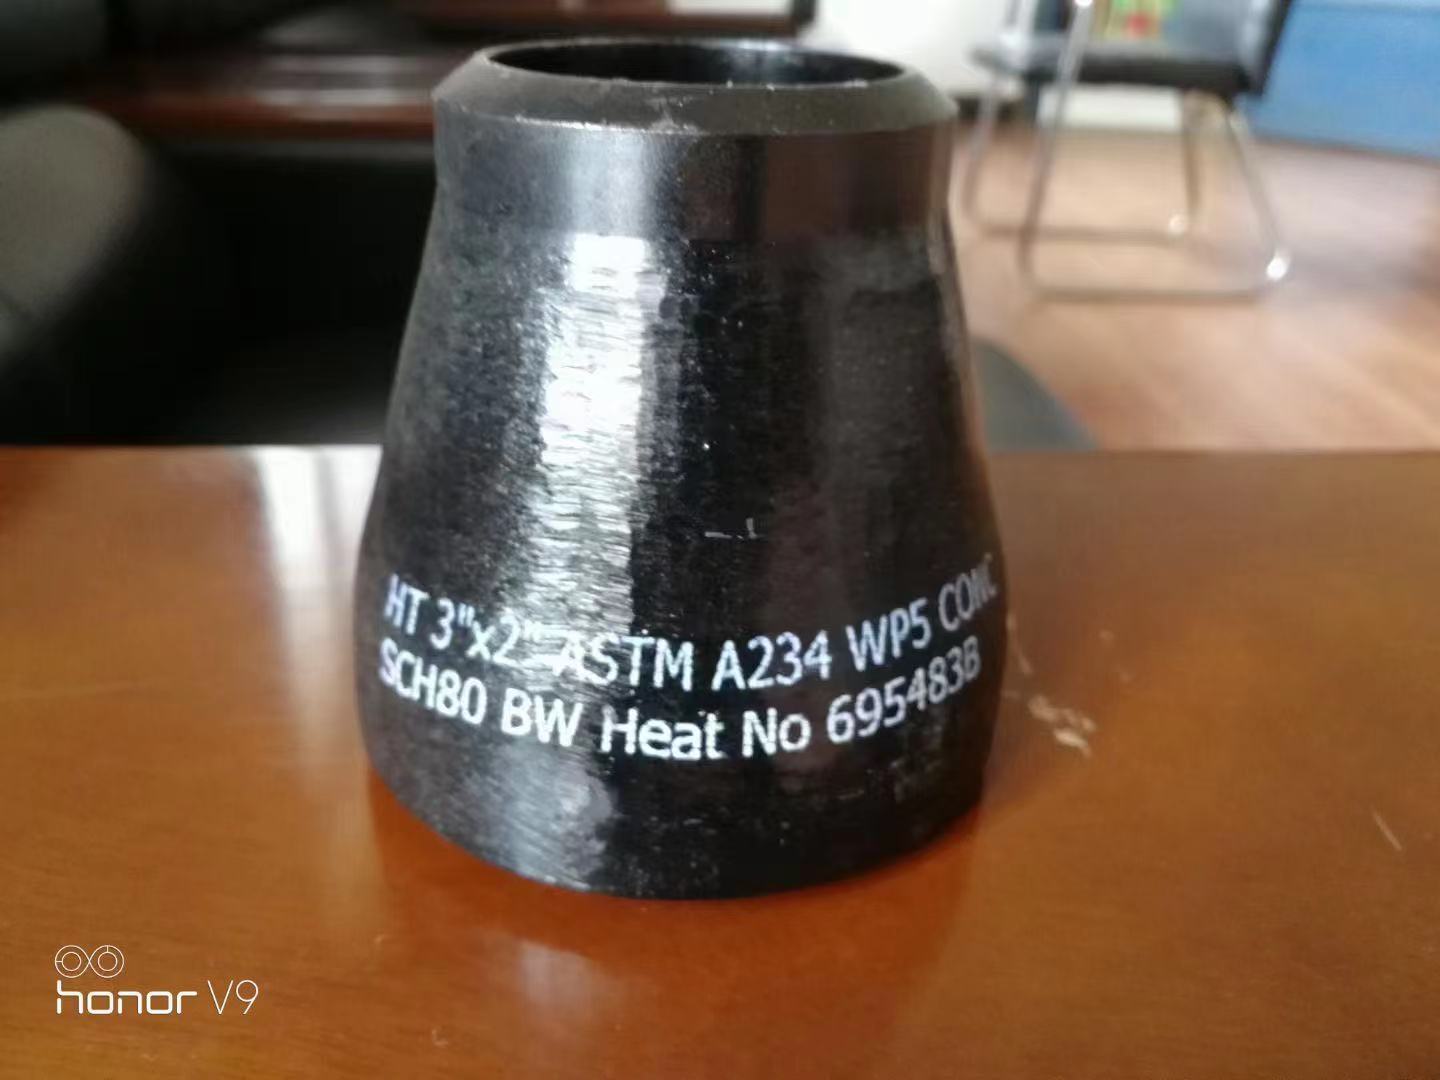 HT 3"x2" ASTM A234 WP5 CONC
SCH80 BW Heat No 695483B
honor V9